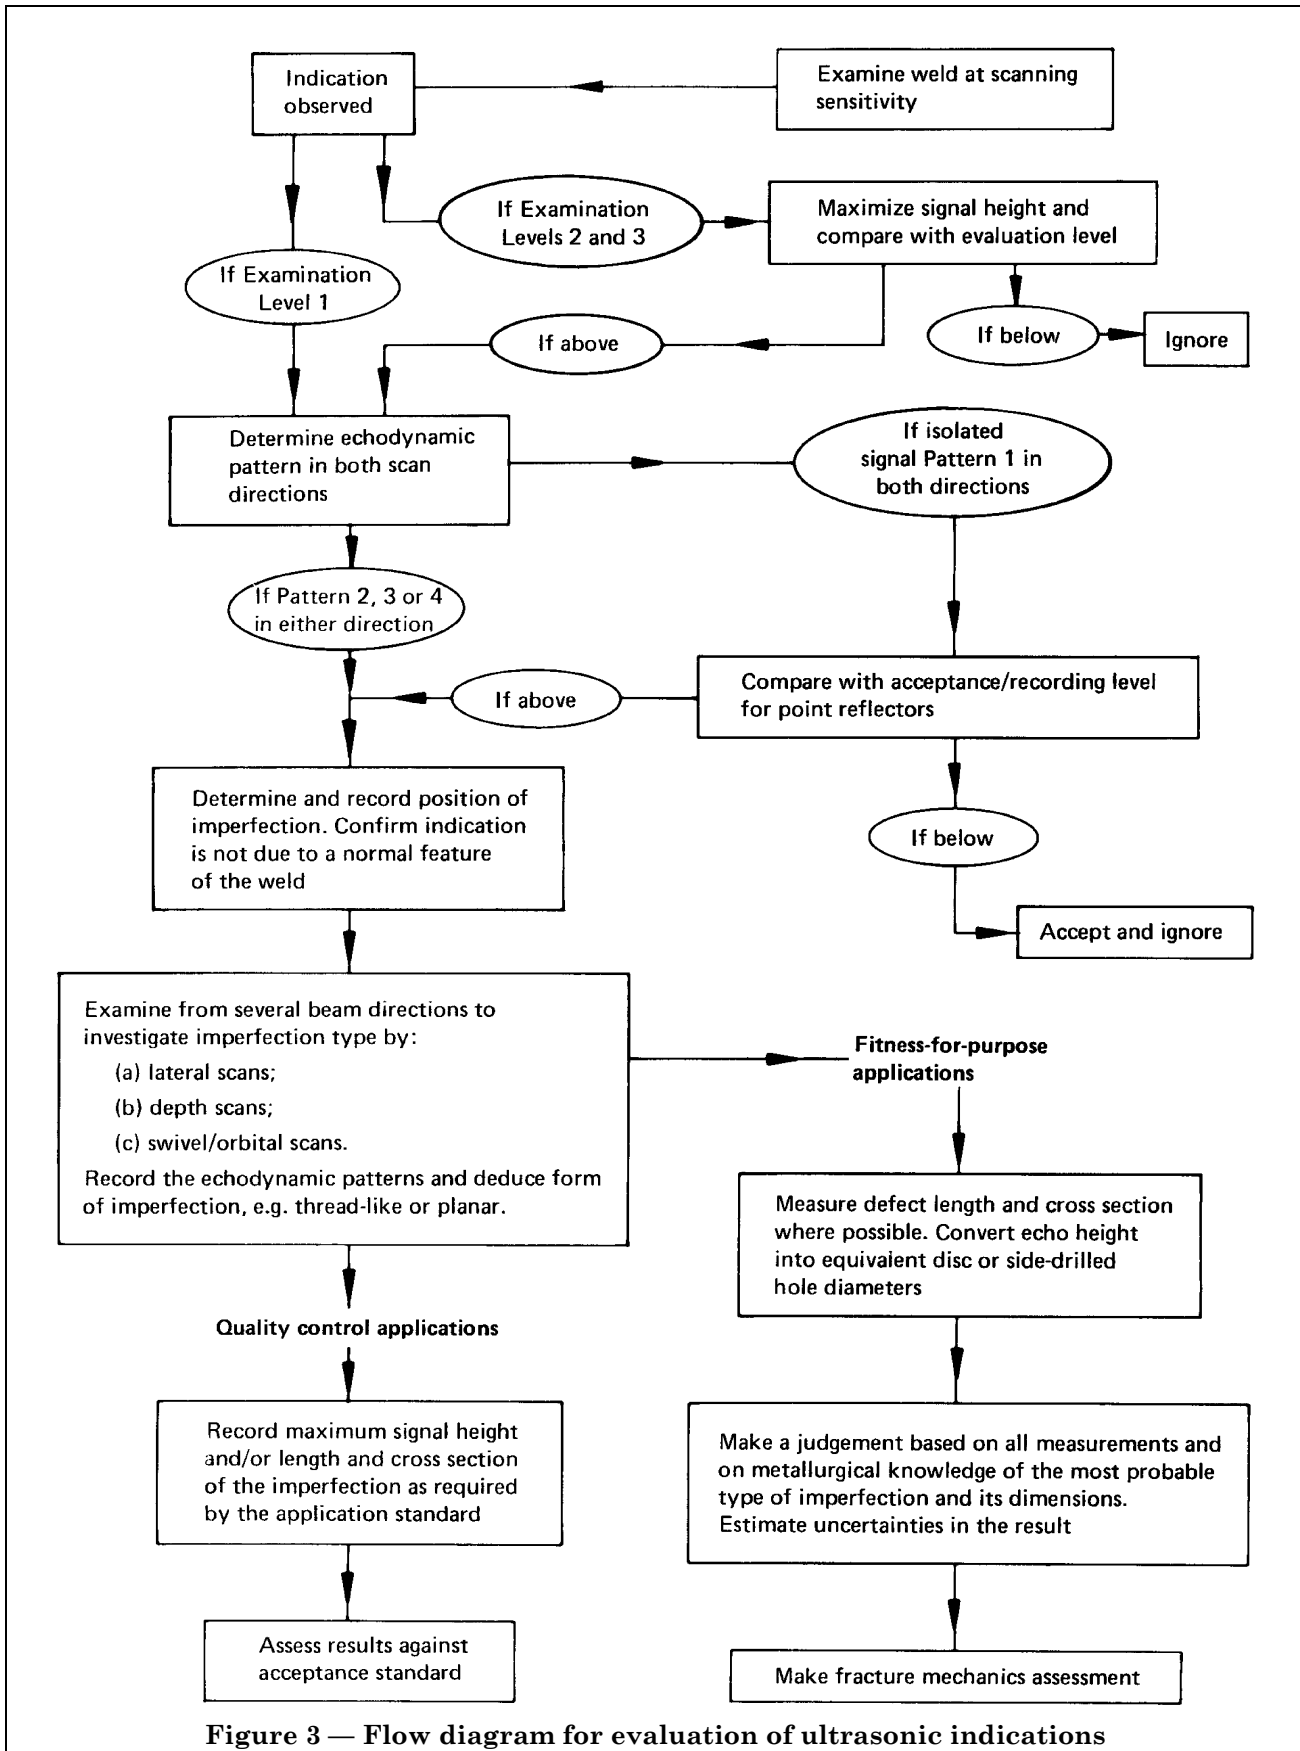 Indication
observed
Examine weld at scanning
sensitivity
If Examination
Levels 2 and 3
Maximize signal height and
compare with evaluation level
If Examination
Level 1
If above
If below
Ignore
Determine echodynamic
pattern in both scan
directions
If isolated
signal Pattern 1 in
both directions
If Pattern 2, 3 or 4
in either direction
If above
Compare with acceptance/recording level
for point reflectors
Determine and record position of
imperfection. Confirm indication
is not due to a normal feature
of the weld
If below
Accept and ignore
Examine from several beam directions to
investigate imperfection type by:
(a) lateral scans;
(b) depth scans;
(c) swivel/orbital scans.
Record the echodynamic patterns and deduce form
of imperfection, e.g. thread-like or planar.
Fitness-for-purpose
applications
Measure defect length and cross section
where possible. Convert echo height
into equivalent disc or side-drilled
hole diameters
Quality control applications
Record maximum signal height
and/or length and cross section
of the imperfection as required
by the application standard
Make a judgement based on all measurements and
on metallurgical knowledge of the most probable
type of imperfection and its dimensions.
Estimate uncertainties in the result
Assess results against
acceptance standard
Make fracture mechanics assessment
Figure 3 — Flow diagram for evaluation of ultrasonic indications